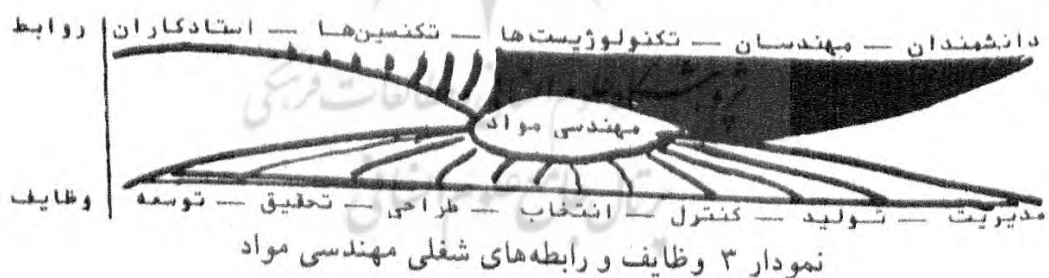 روابط | دانشمندان — مهندسان — تکنولوژیست‌ها — تکنسین‌ها — استادکاران
مهندسی مواد
وظایف | مدیریت — تولید — کنترل — انتخاب — طراحی — تحقیق — توسعه
نمودار ۳ وظایف و رابطه‌های شغلی مهندسی مواد